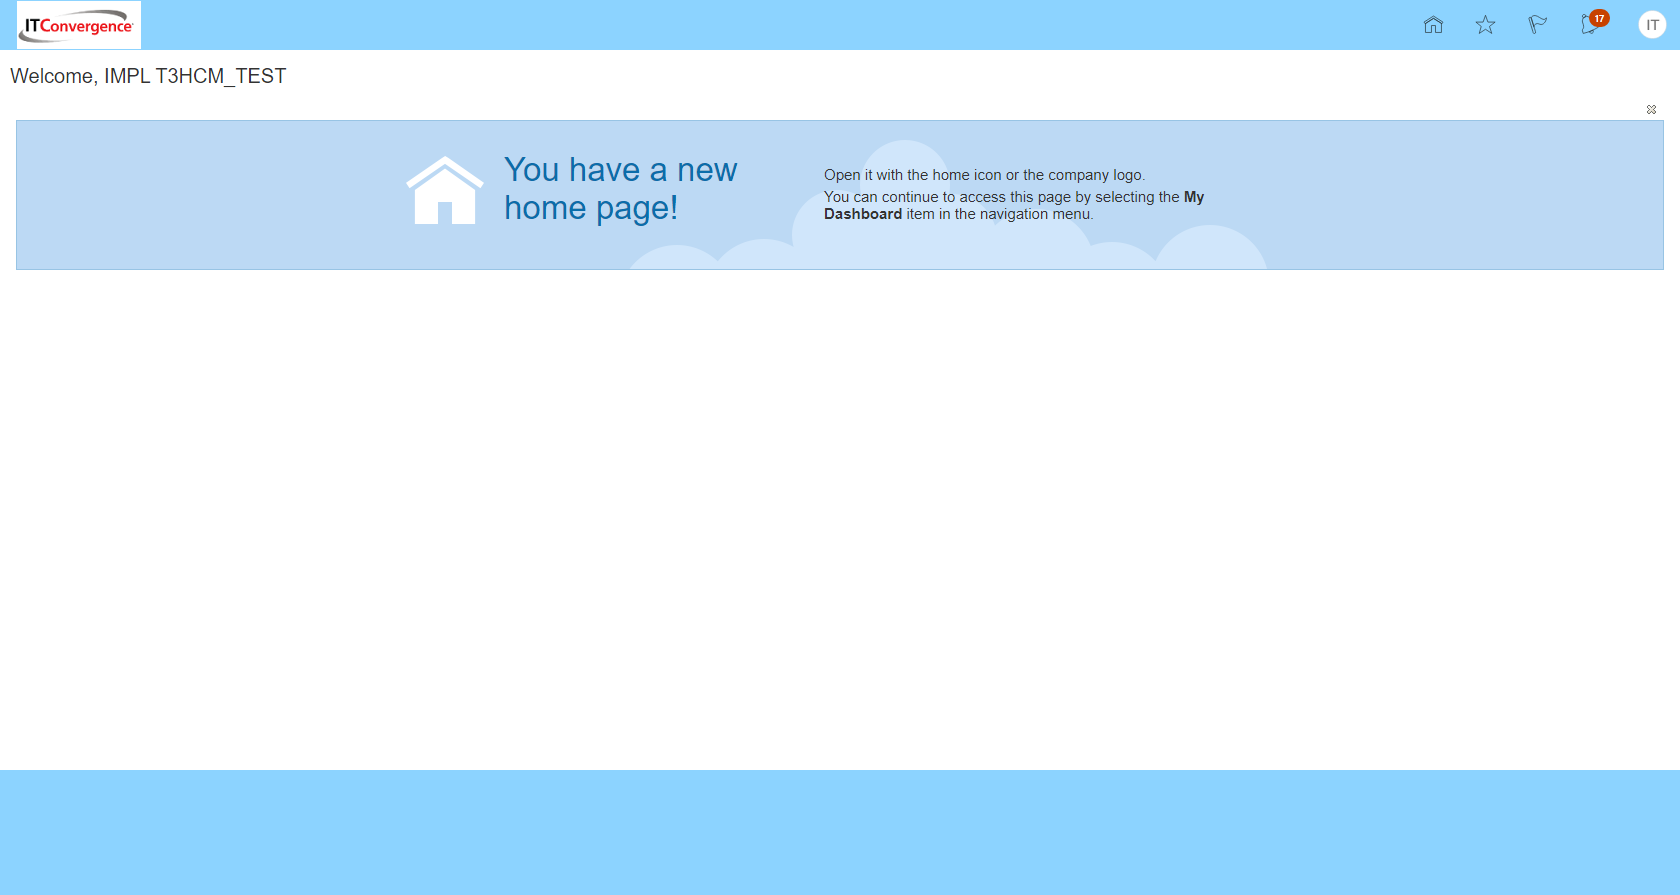 ITConvergence
17
IT
Welcome, IMPL T3HCM_TEST
You have a new
home page!
Open it with the home icon or the company logo.
You can continue to access this page by selecting the My
Dashboard item in the navigation menu.